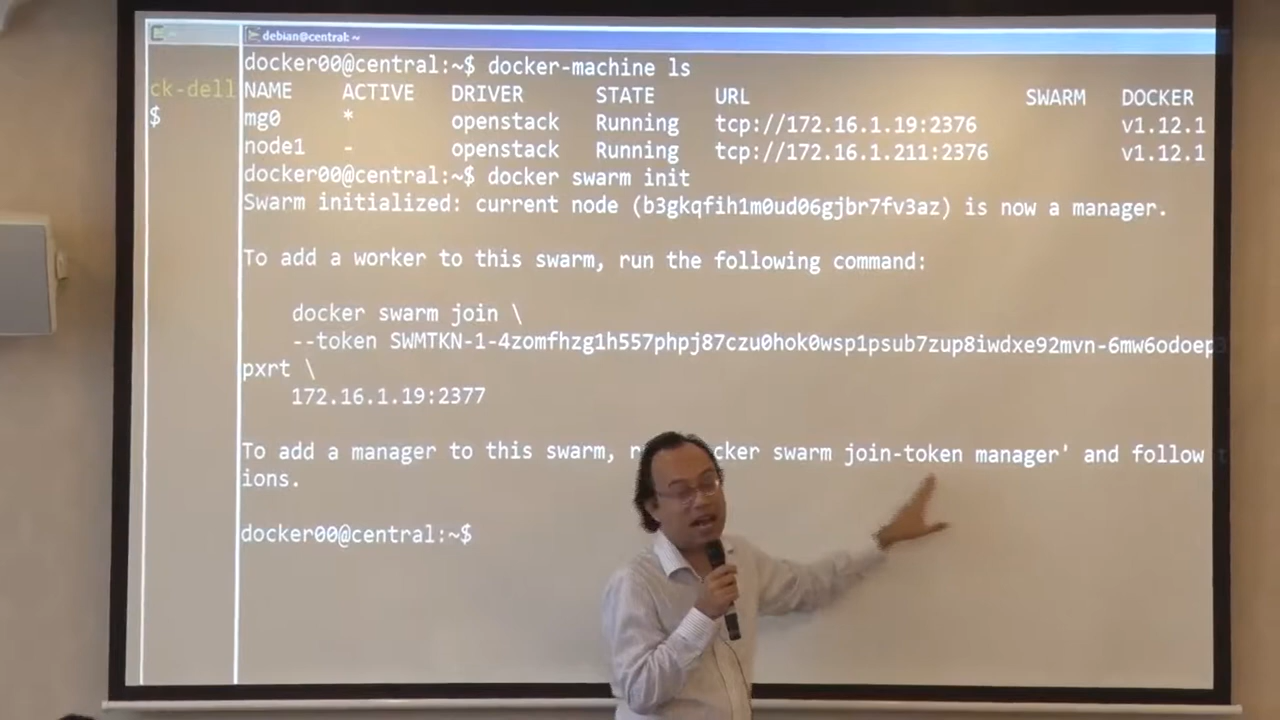 debian@central: ~
ck-dell
$
docker00@central:~$ docker-machine ls
NAME ACTIVE DRIVER STATE URL SWARM DOCKER
mg0 * openstack Running tcp://172.16.1.19:2376 v1.12.1
node1 - openstack Running tcp://172.16.1.211:2376 v1.12.1
docker00@central:~$ docker swarm init
Swarm initialized: current node (b3gkqfih1m0ud06gjbr7fv3az) is now a manager.
To add a worker to this swarm, run the following command:
docker swarm join \
--token SWMTKN-1-4zomfhzg1h557phpj87czu0hok0wsp1psub7zup8iwdxe92mvn-6mw6odoep3
pxrt \
172.16.1.19:2377
To add a manager to this swarm, r cker swarm join-token manager' and follow t
ions.
docker00@central:~$